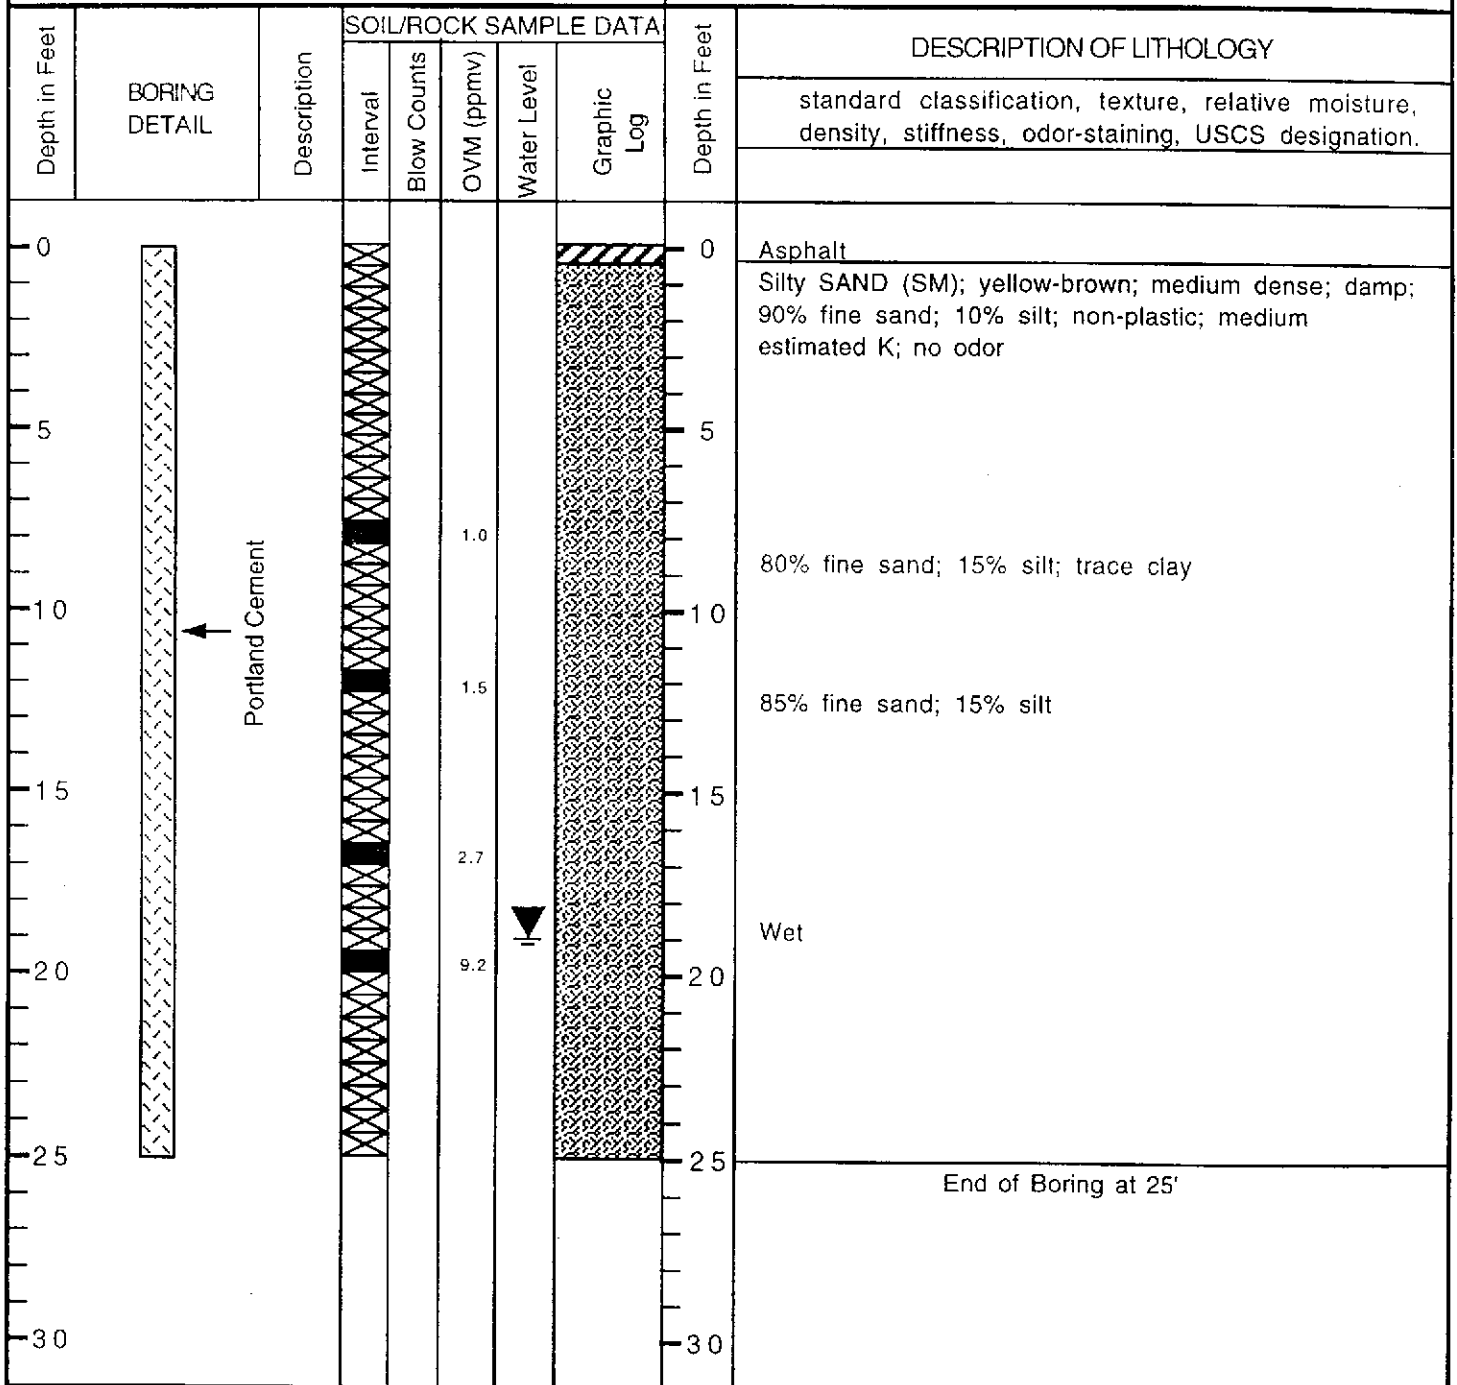 SOIL/ROCK SAMPLE DATA
Depth in Feet
BORING
DETAIL
Description
Interval
Blow Counts
OVM (ppmv)
Water Level
Graphic
Log
Depth in Feet
DESCRIPTION OF LITHOLOGY
standard classification, texture, relative moisture,
density, stiffness, odor-staining, USCS designation.
0
0
Asphalt
Silty SAND (SM); yellow-brown; medium dense; damp;
90% fine sand; 10% silt; non-plastic; medium
estimated K; no odor
5
5
1.0
80% fine sand; 15% silt; trace clay
10
10
Portland Cement
1.5
85% fine sand; 15% silt
15
15
2.7
Wet
20
9.2
20
25
25
End of Boring at 25'
30
30